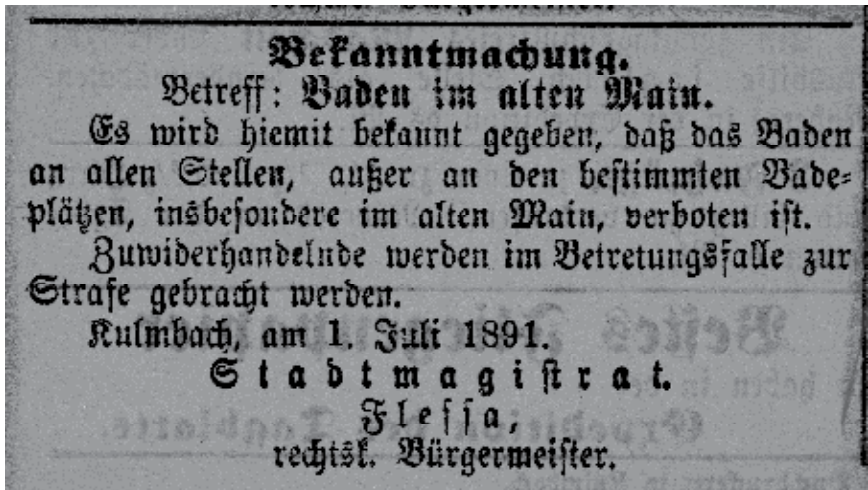 Bekanntmachung.
Betreff: Baden im alten Main.
Es wird hiemit bekannt gegeben, daß das Baden
an allen Stellen, außer an den bestimmten Bade-
plätzen, insbesondere im alten Main, verboten ist.
Zuwiderhandelnde werden im Betretungsfalle zur
Strafe gebracht werden.
Kulmbach, am 1. Juli 1891.
Stadtmagistrat.
Flessa,
rechtsk. Bürgermeister.